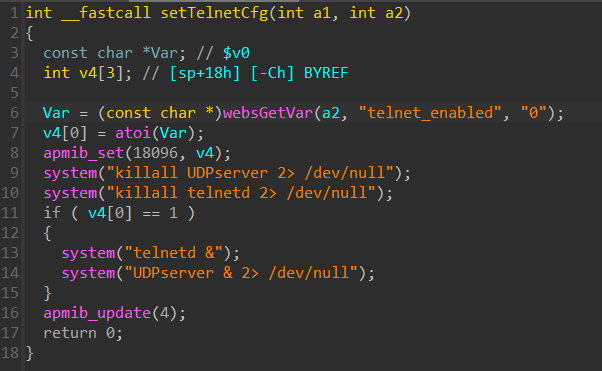 1 int __fastcall setTelnetCfg(int a1, int a2)
2 {
3 const char *Var; // $v0
4 int v4[3]; // [sp+18h] [-Ch] BYREF
5
6 Var = (const char *)websGetVar(a2, "telnet_enabled", "0");
7 v4[0] = atoi(Var);
8 apmib_set(18096, v4);
9 system("killall UDPserver 2> /dev/null");
10 system("killall telnetd 2> /dev/null");
11 if ( v4[0] == 1 )
12 {
13 system("telnetd &");
14 system("UDPserver & 2> /dev/null");
15 }
16 apmib_update(4);
17 return 0;
18 }